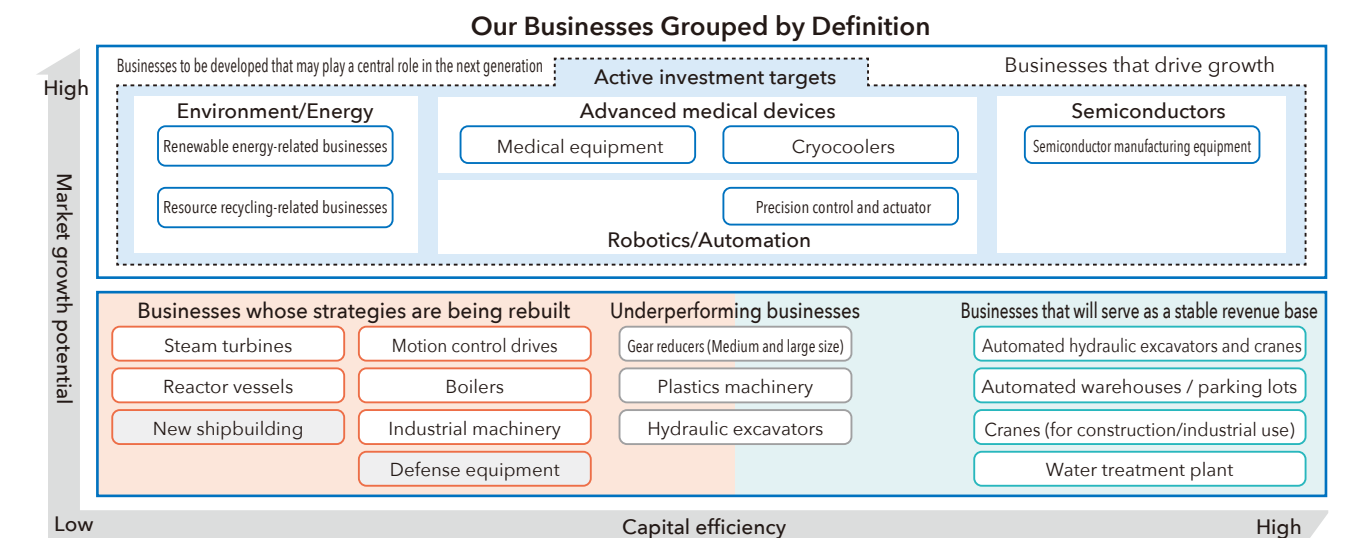 Our Businesses Grouped by Definition
High
Businesses to be developed that may play a central role in the next generation
Active investment targets
Businesses that drive growth
Environment/Energy
Renewable energy-related businesses
Resource recycling-related businesses
Advanced medical devices
Medical equipment
Cryocoolers
Precision control and actuator
Robotics/Automation
Semiconductors
Semiconductor manufacturing equipment
Market growth potential
Businesses whose strategies are being rebuilt
Steam turbines
Motion control drives
Reactor vessels
Boilers
New shipbuilding
Industrial machinery
Defense equipment
Underperforming businesses
Gear reducers (Medium and large size)
Plastics machinery
Hydraulic excavators
Businesses that will serve as a stable revenue base
Automated hydraulic excavators and cranes
Automated warehouses / parking lots
Cranes (for construction/industrial use)
Water treatment plant
Low
Capital efficiency
High